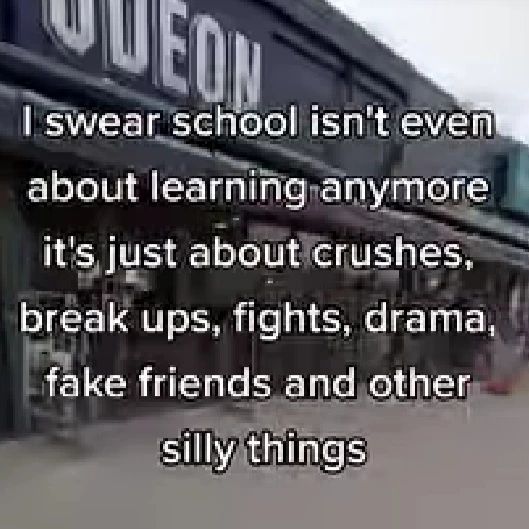 ODEON
I swear school isn't even
about learning anymore
it's just about crushes,
break ups, fights, drama,
fake friends and other
silly things